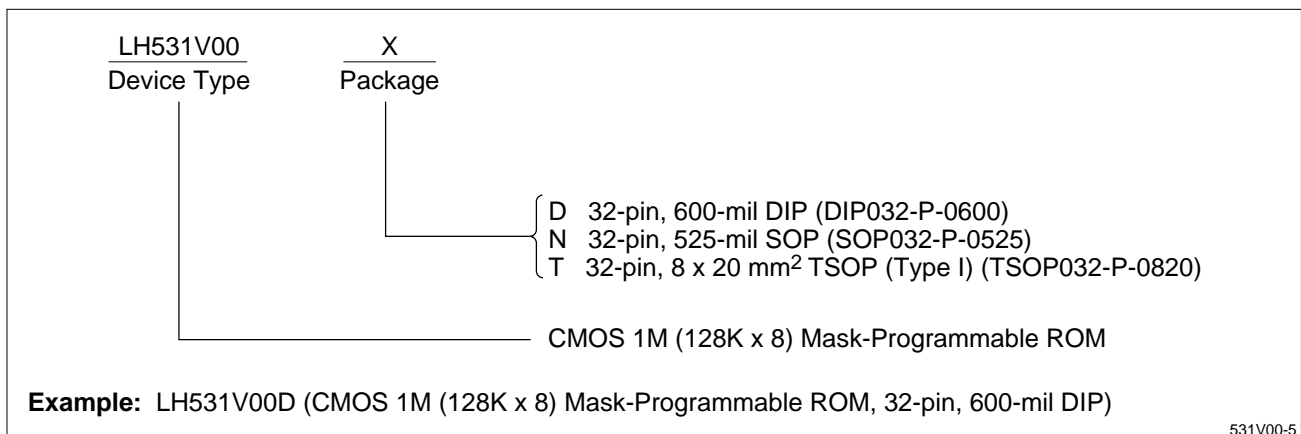 LH531V00 X
Device Type Package
D 32-pin, 600-mil DIP (DIP032-P-0600)
N 32-pin, 525-mil SOP (SOP032-P-0525)
T 32-pin, 8 x 20 mm² TSOP (Type I) (TSOP032-P-0820)
CMOS 1M (128K x 8) Mask-Programmable ROM
Example: LH531V00D (CMOS 1M (128K x 8) Mask-Programmable ROM, 32-pin, 600-mil DIP)
531V00-5